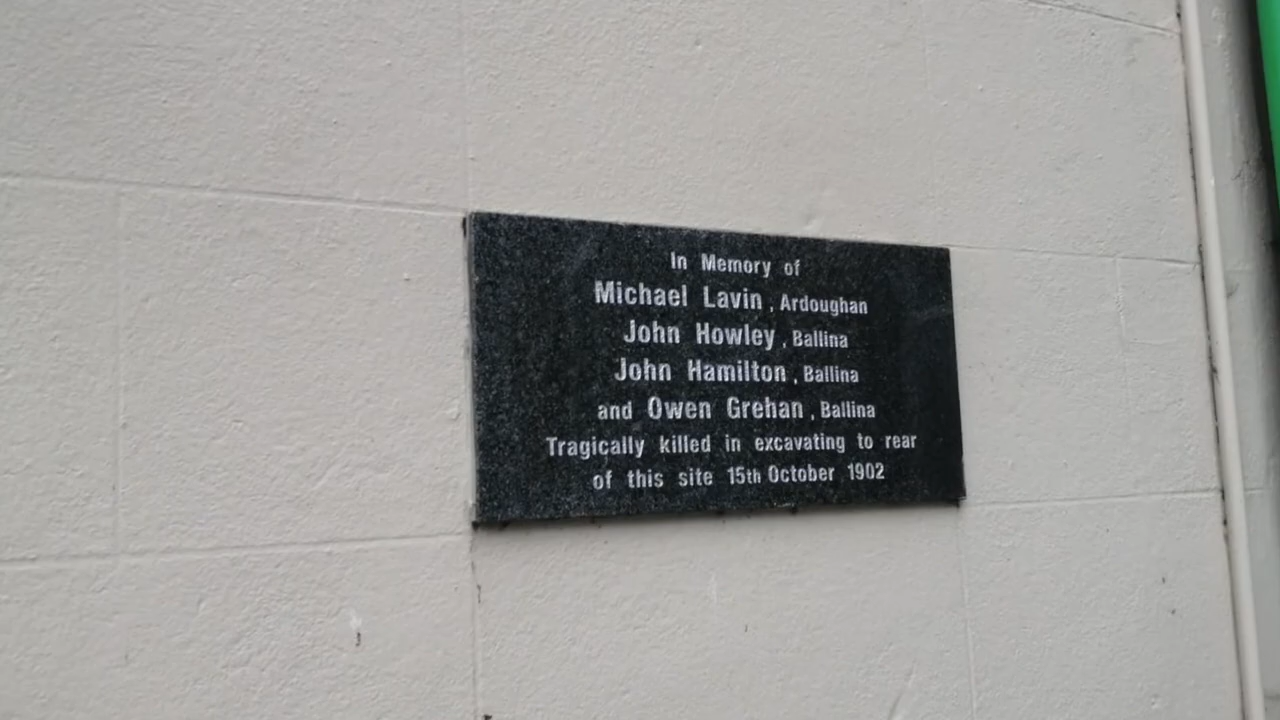 In Memory of
Michael Lavin, Ardoughan
John Howley, Ballina
John Hamilton, Ballina
and Owen Grehan, Ballina
Tragically killed in excavating to rear
of this site 15th October 1902